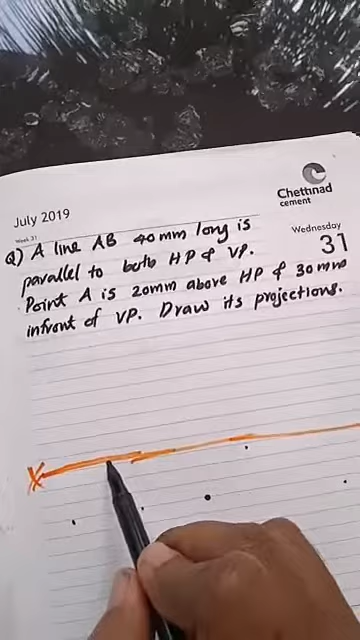 July 2019
Week 31
Chettinad
cement
Wednesday
31
Q) A line AB 40mm long is
parallel to both HP & VP.
Point A is 20mm above HP & 30mm
infront of VP. Draw its projections.
X